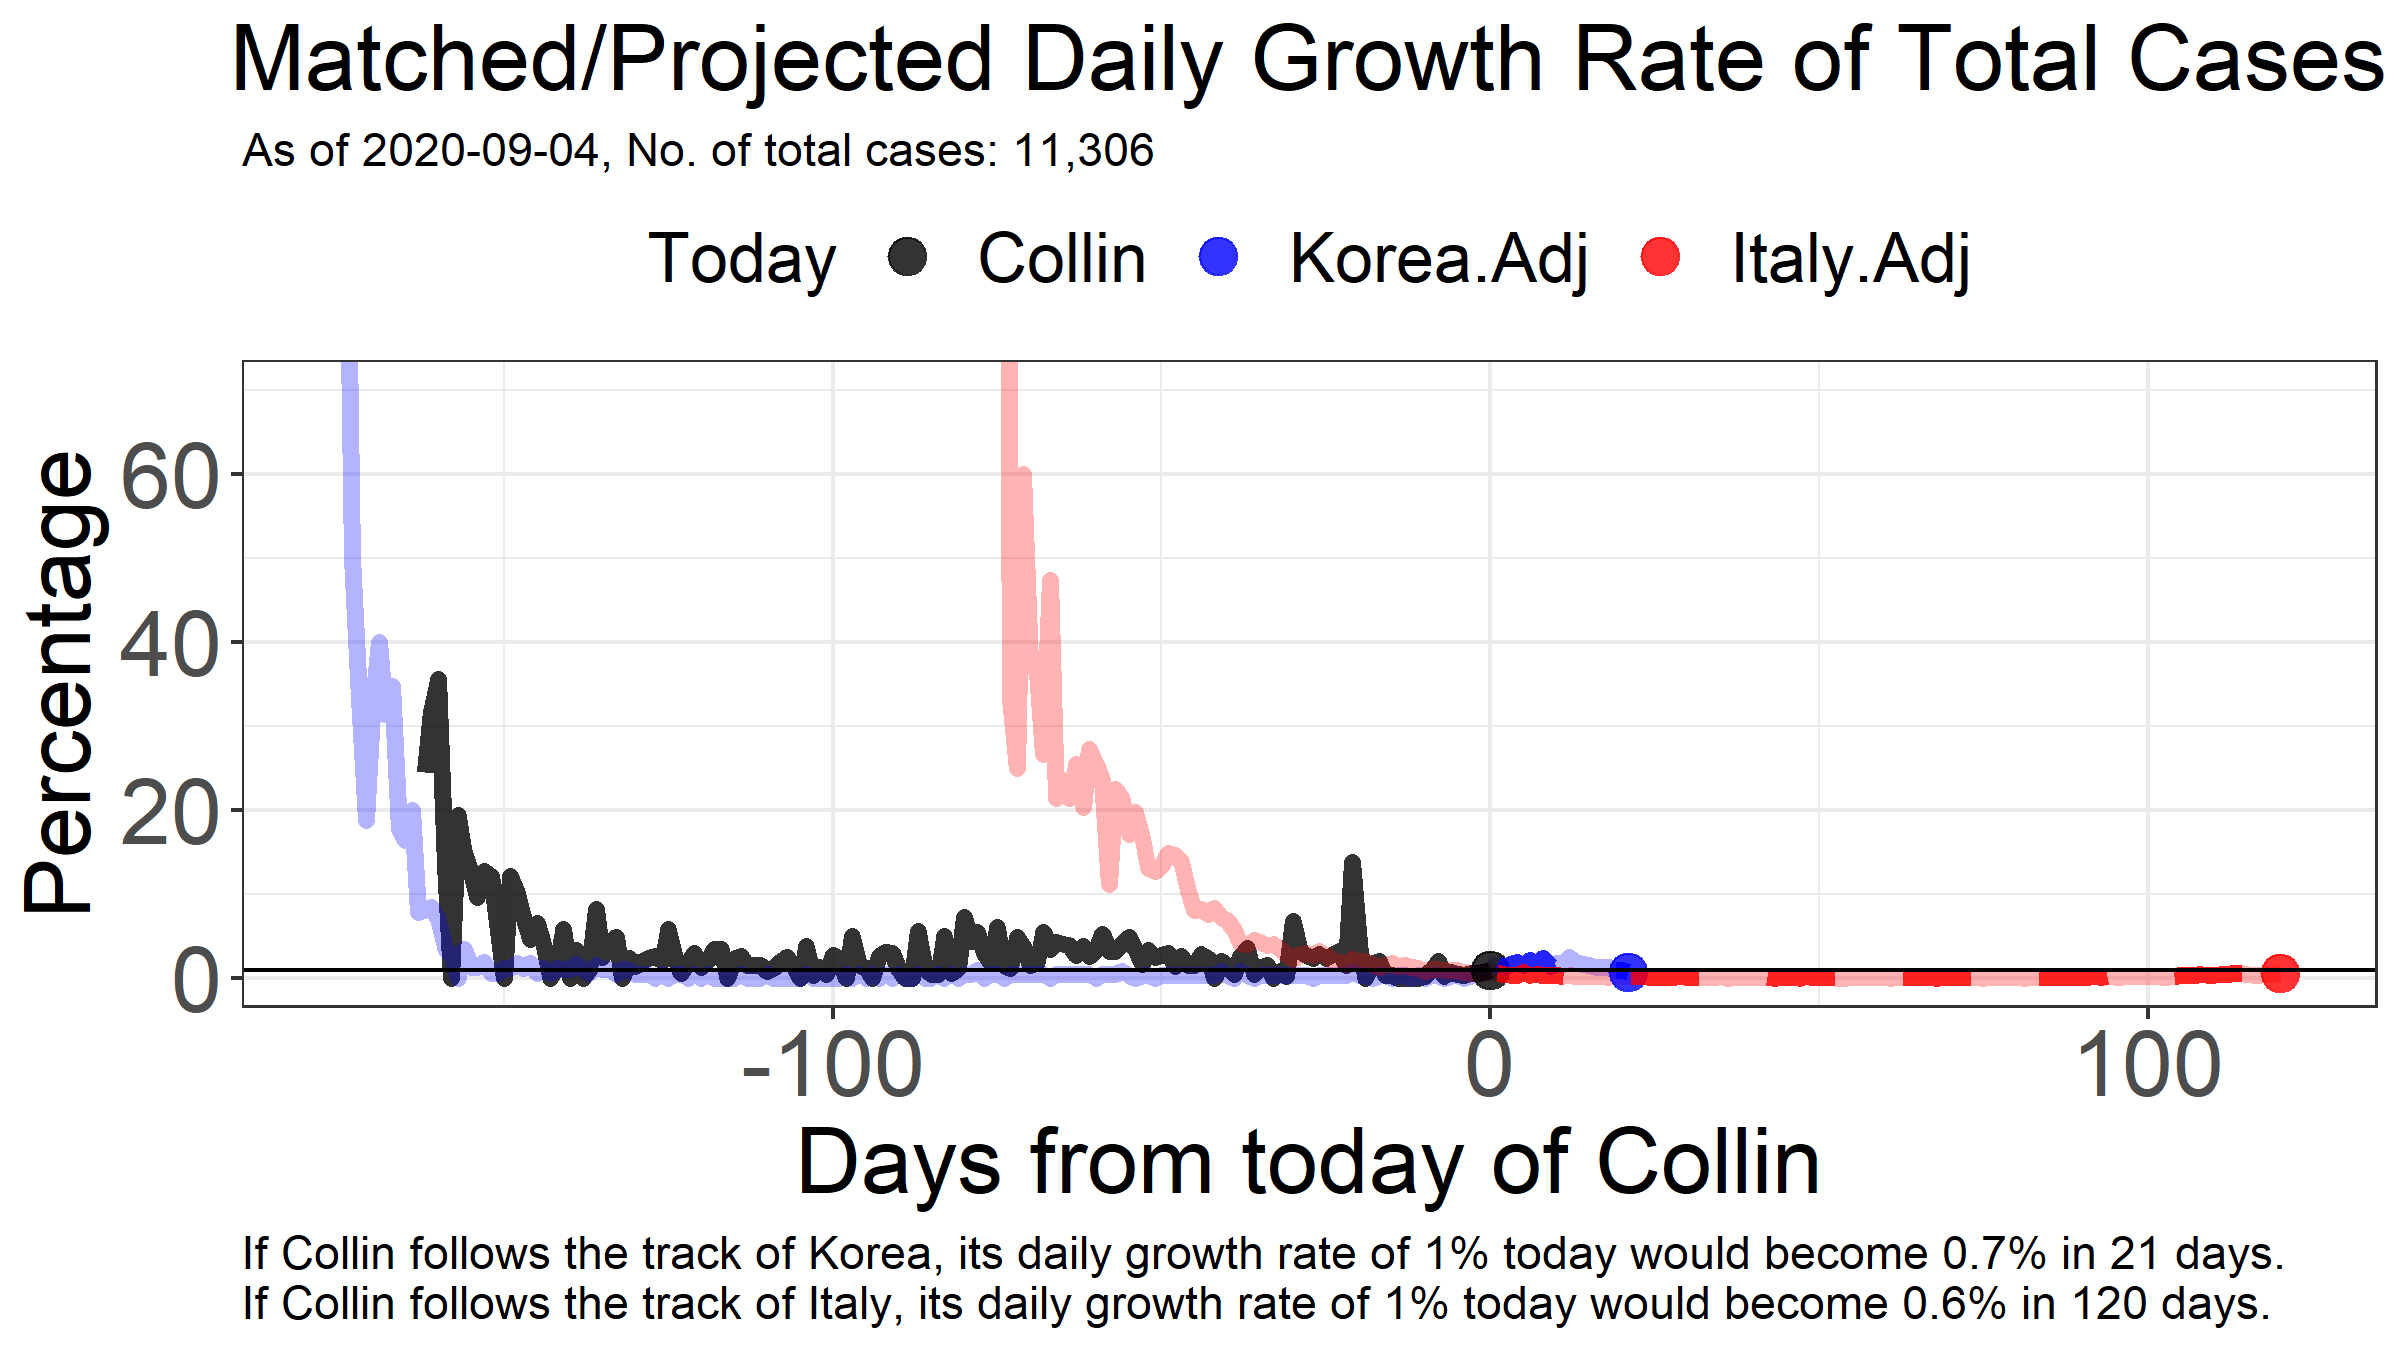 Matched/Projected Daily Growth Rate of Total Cases
As of 2020-09-04, No. of total cases: 11,306
Today Collin Korea.Adj Italy.Adj
Percentage
60
40
20
0
-100 0 100
Days from today of Collin
If Collin follows the track of Korea, its daily growth rate of 1% today would become 0.7% in 21 days.
If Collin follows the track of Italy, its daily growth rate of 1% today would become 0.6% in 120 days.